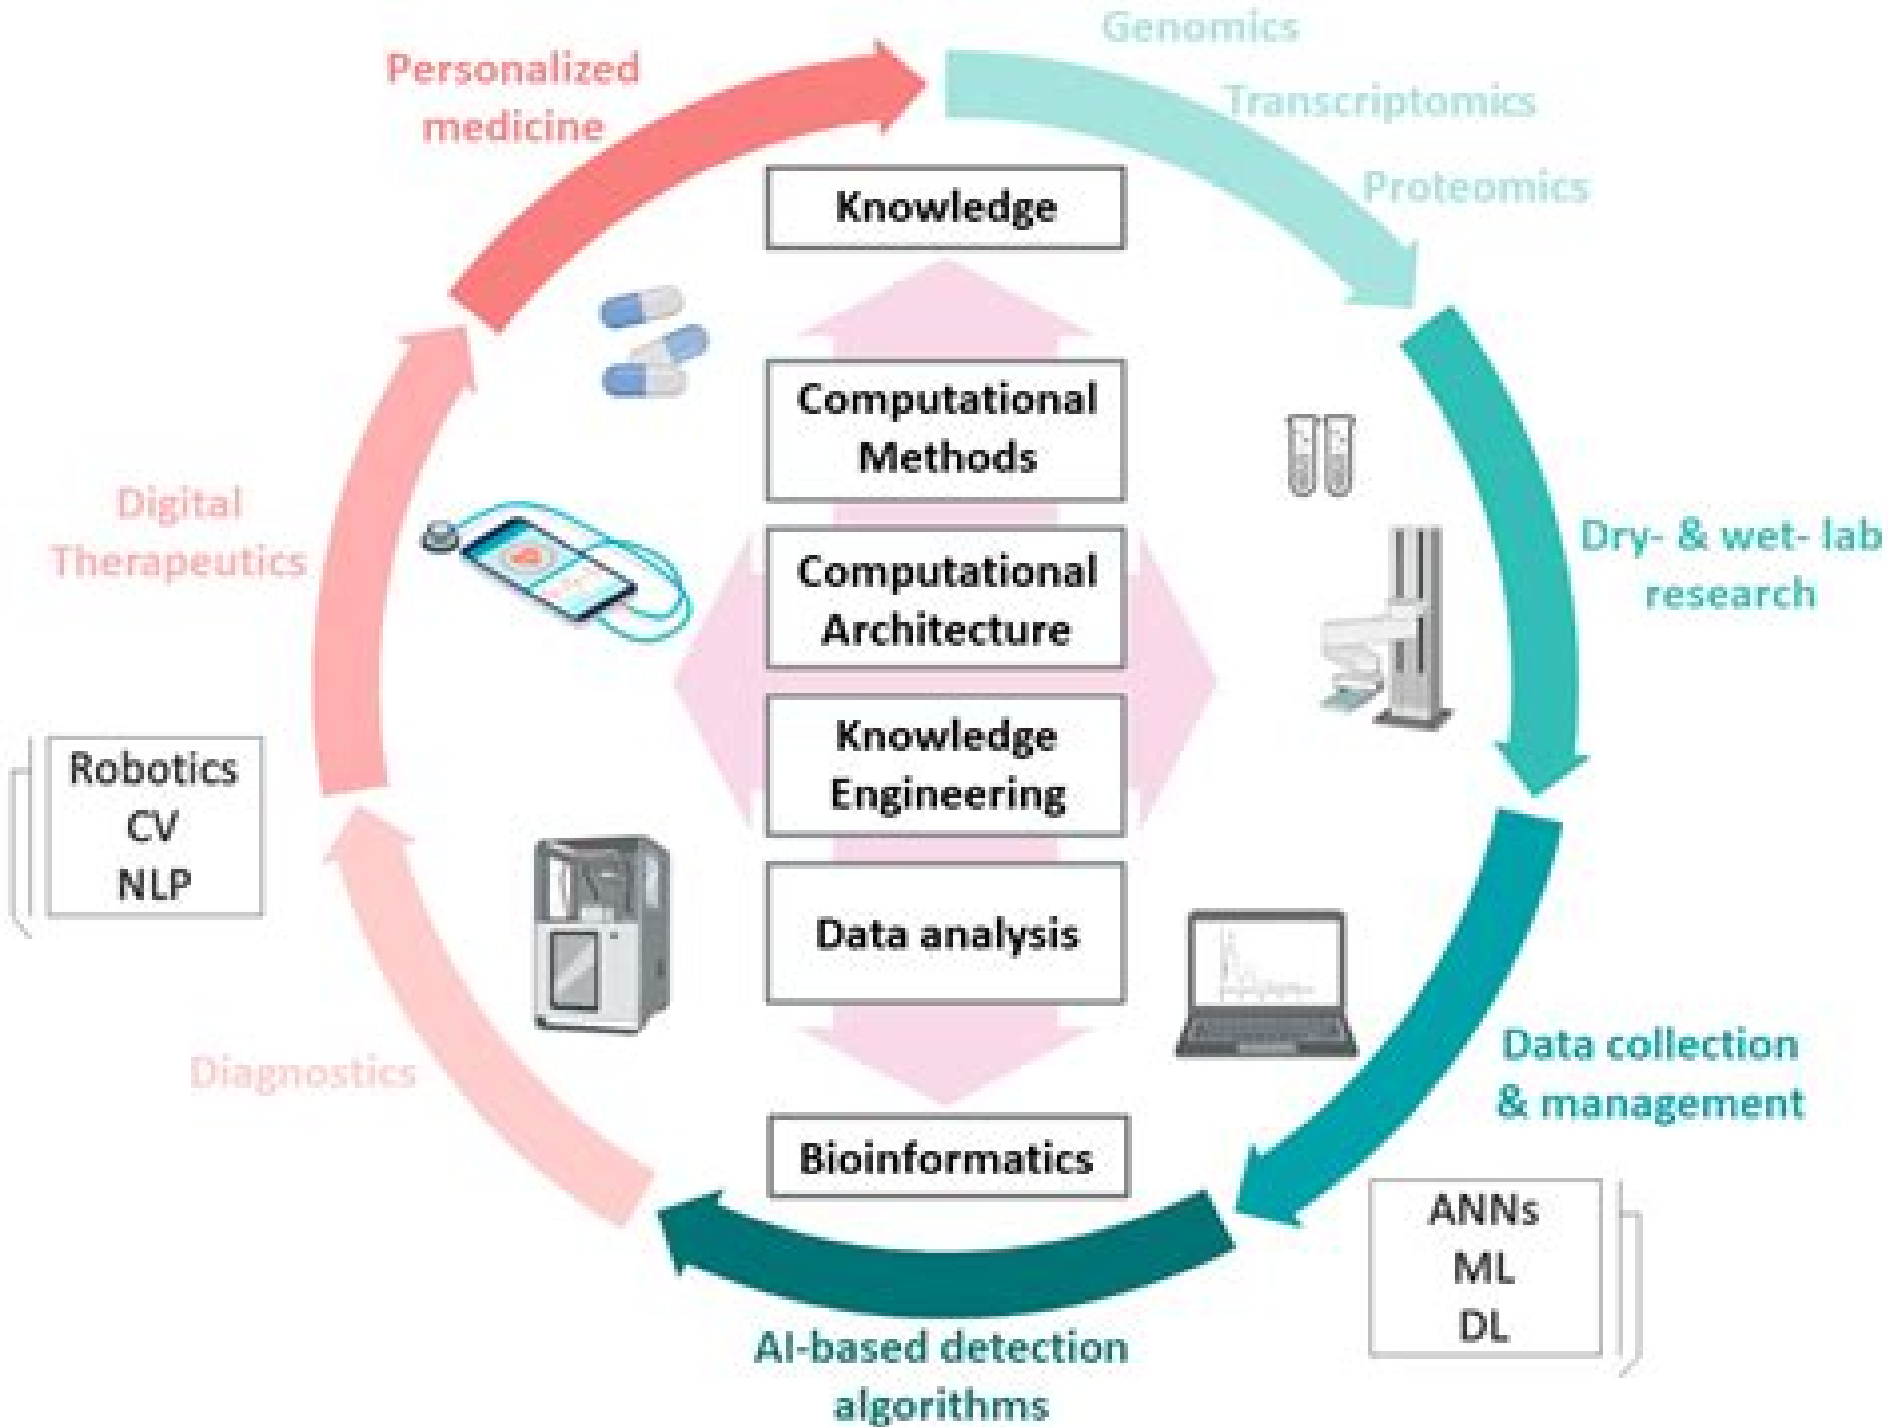 Genomics
Transcriptomics
Proteomics
Personalized
medicine
Knowledge
Computational
Methods
Computational
Architecture
Knowledge
Engineering
Data analysis
Bioinformatics
Dry- & wet- lab
research
Data collection
& management
ANNs
ML
DL
AI-based detection
algorithms
Diagnostics
Robotics
CV
NLP
Digital
Therapeutics